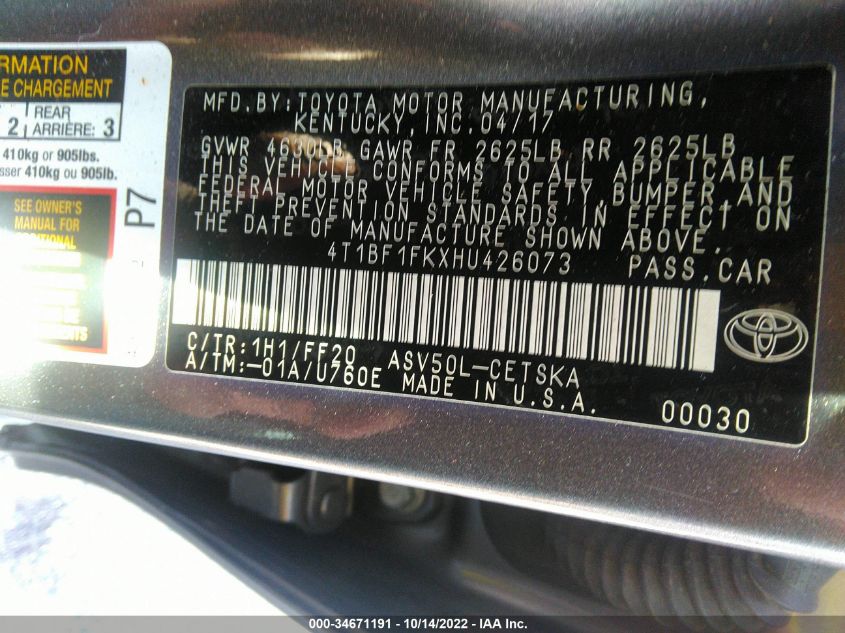 RMATION
E CHARGEMENT
2 REAR ARRIÈRE: 3
410kg or 905lbs.
sser 410kg ou 905lb.
SEE OWNER'S
MANUAL FOR
P7
MFD. BY: TOYOTA MOTOR MANUFACTURING,
KENTUCKY, INC. 04/17
GVWR 4630LB GAWR FR 2625LB RR 2625LB
THIS VEHICLE CONFORMS TO ALL APPLICABLE
FEDERAL MOTOR VEHICLE SAFETY, BUMPER, AND
THEFT PREVENTION STANDARDS IN EFFECT ON
THE DATE OF MANUFACTURE SHOWN ABOVE.
4T1BF1FKXHU426073 PASS.CAR
C/TR:1H1/FF20 ASV50L-CETSKA
A/TM:-01A/U760E MADE IN U.S.A.
00030
000-34671191 - 10/14/2022 - IAA Inc.